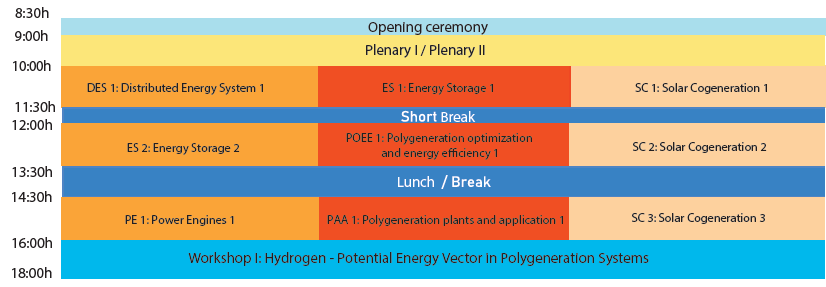 8:30h
Opening ceremony
9:00h
Plenary I / Plenary II
10:00h
DES 1: Distributed Energy System 1
ES 1: Energy Storage 1
SC 1: Solar Cogeneration 1
11:30h
Short Break
12:00h
ES 2: Energy Storage 2
POEE 1: Polygeneration optimization
and energy efficiency 1
SC 2: Solar Cogeneration 2
13:30h
Lunch / Break
14:30h
PE 1: Power Engines 1
PAA 1: Polygeneration plants and application 1
SC 3: Solar Cogeneration 3
16:00h
Workshop I: Hydrogen - Potential Energy Vector in Polygeneration Systems
18:00h